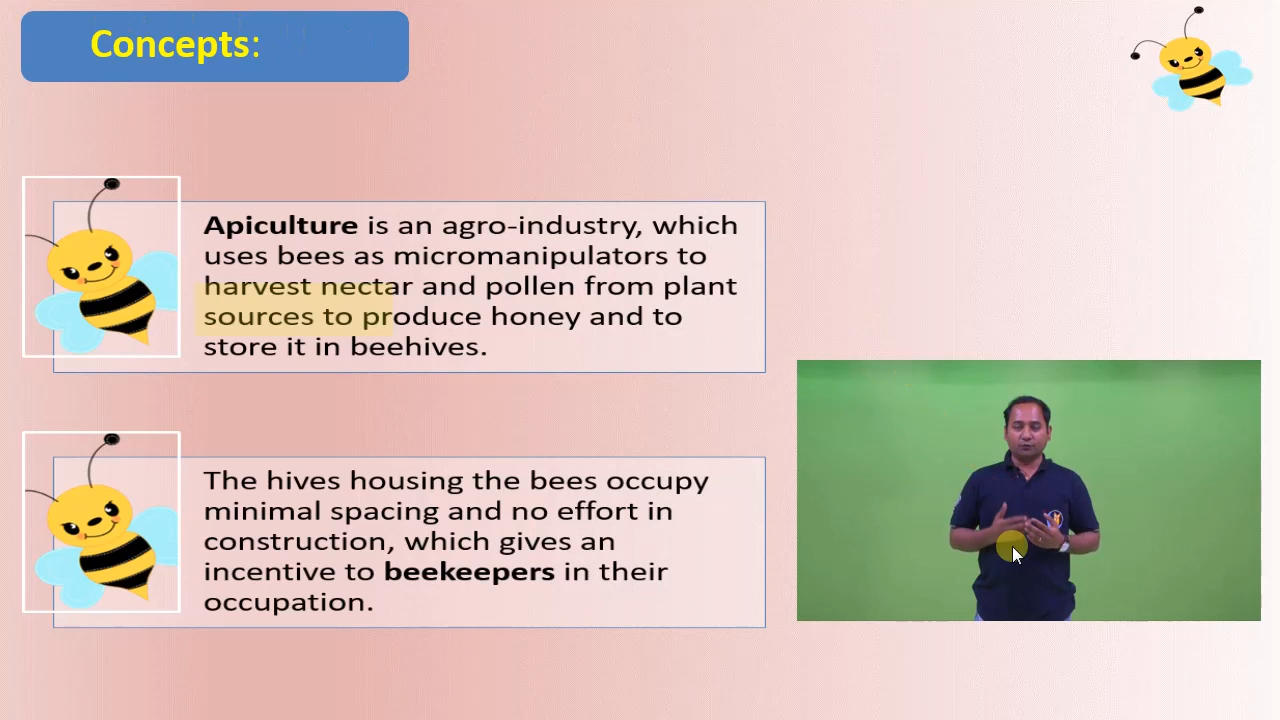 Concepts:
Apiculture is an agro-industry, which
uses bees as micromanipulators to
harvest nectar and pollen from plant
sources to produce honey and to
store it in beehives.
The hives housing the bees occupy
minimal spacing and no effort in
construction, which gives an
incentive to beekeepers in their
occupation.